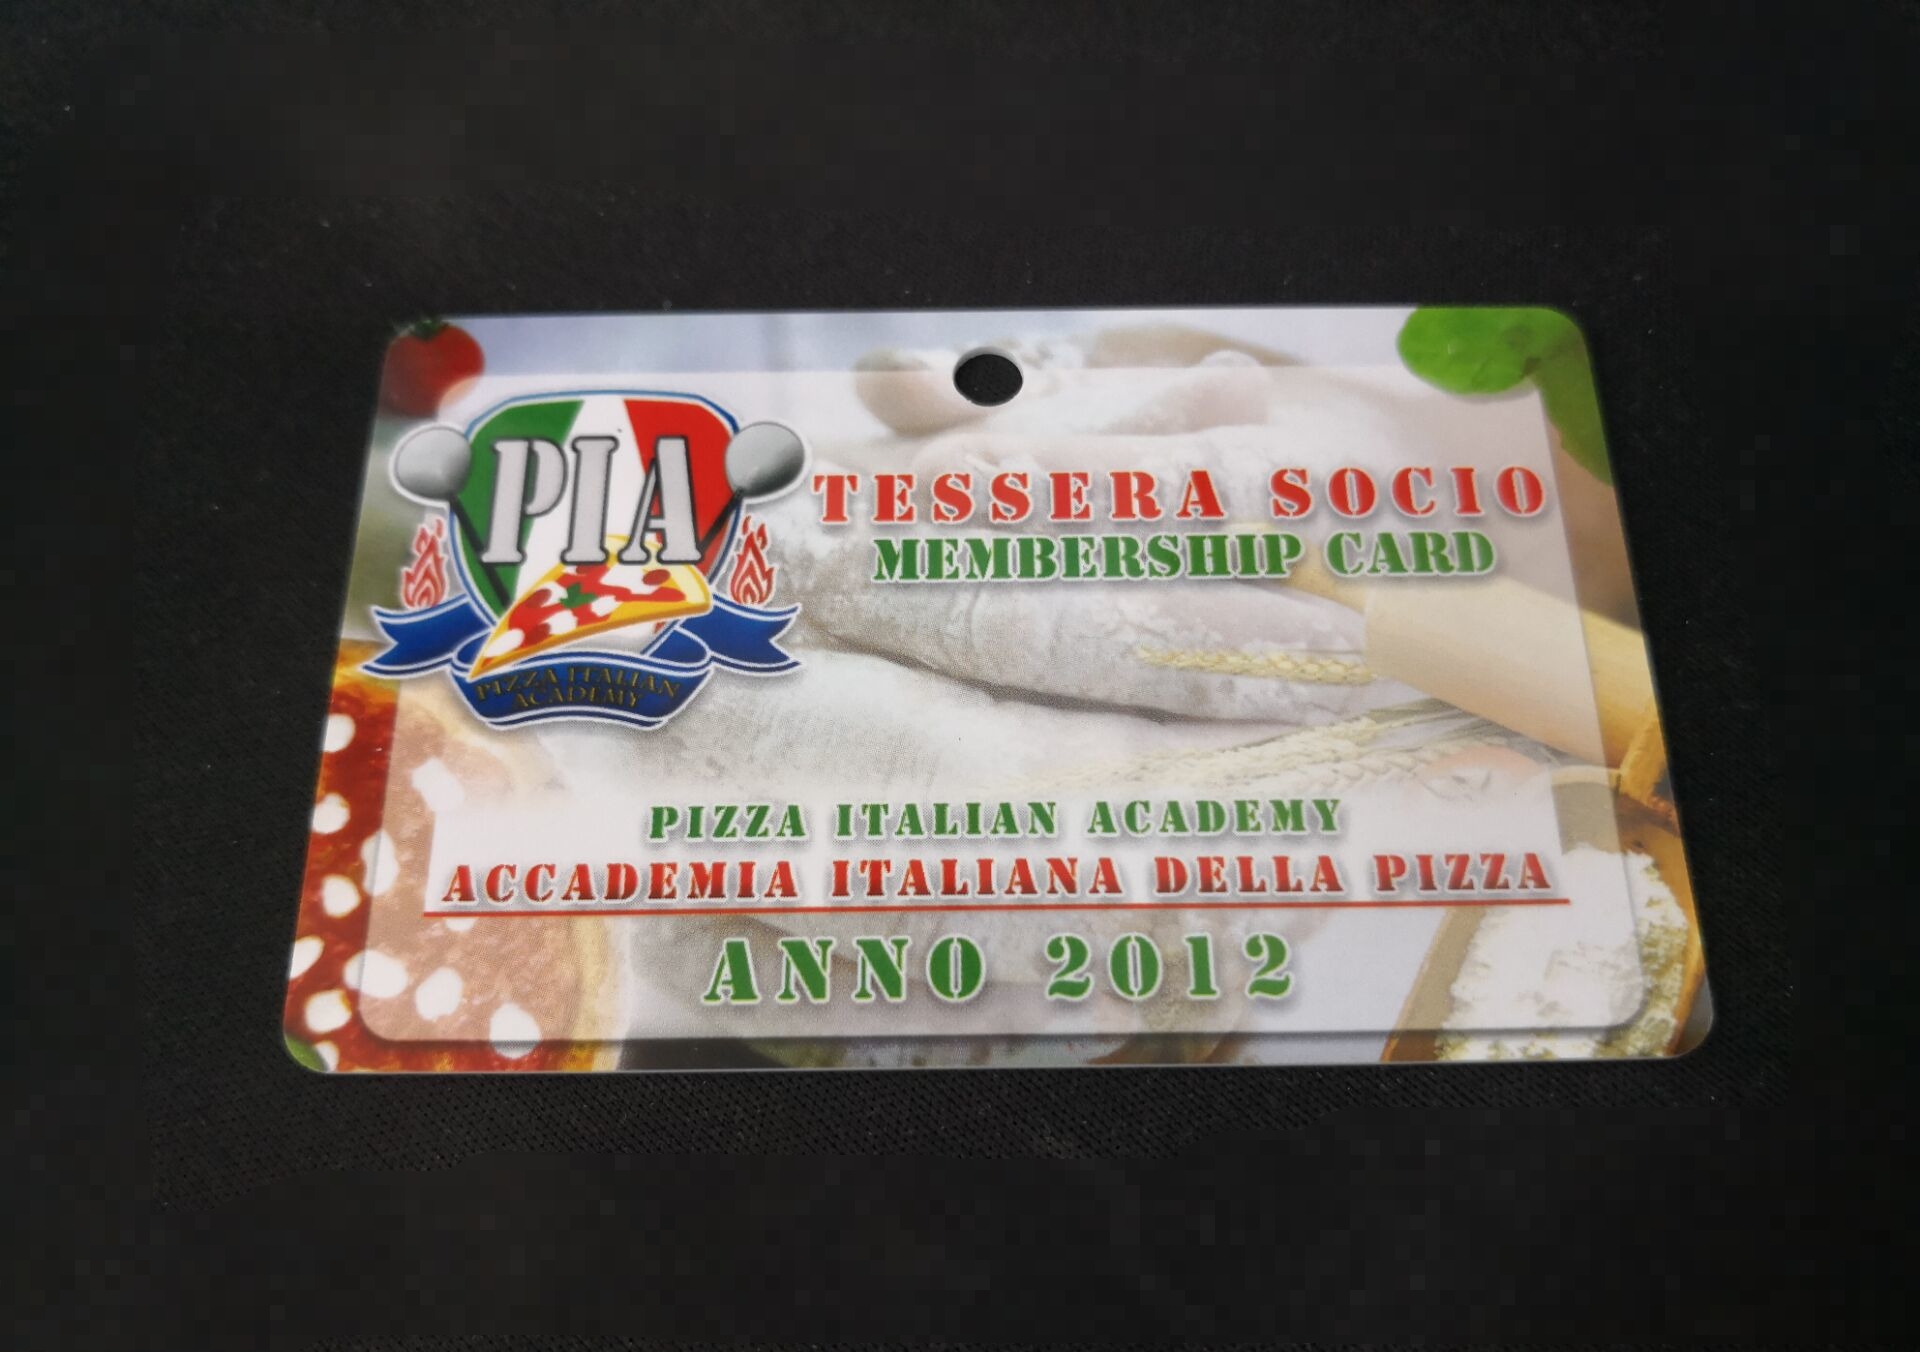 PIA
TESSERA SOCIO
MEMBERSHIP CARD
PIZZA ITALIAN
ACADEMY
PIZZA ITALIAN ACADEMY
ACCADEMIA ITALIANA DELLA PIZZA
ANNO 2012